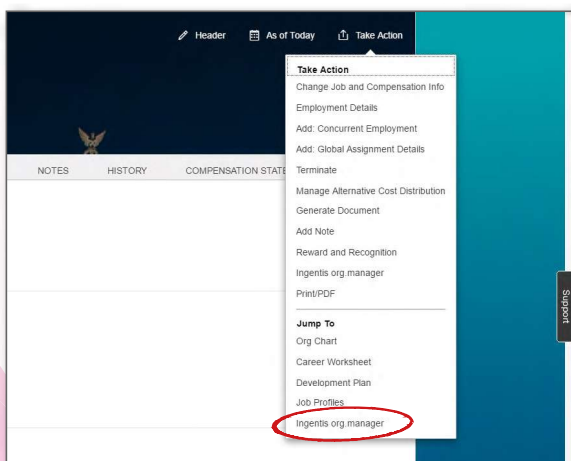 Header As of Today Take Action
Take Action
Change Job and Compensation Info
Employment Details
Add: Concurrent Employment
Add: Global Assignment Details
NOTES HISTORY COMPENSATION STATE
Terminate
Manage Alternative Cost Distribution
Generate Document
Add Note
Reward and Recognition
Ingentis org.manager
Print/PDF
Support
Jump To
Org Chart
Career Worksheet
Development Plan
Job Profiles
Ingentis org.manager